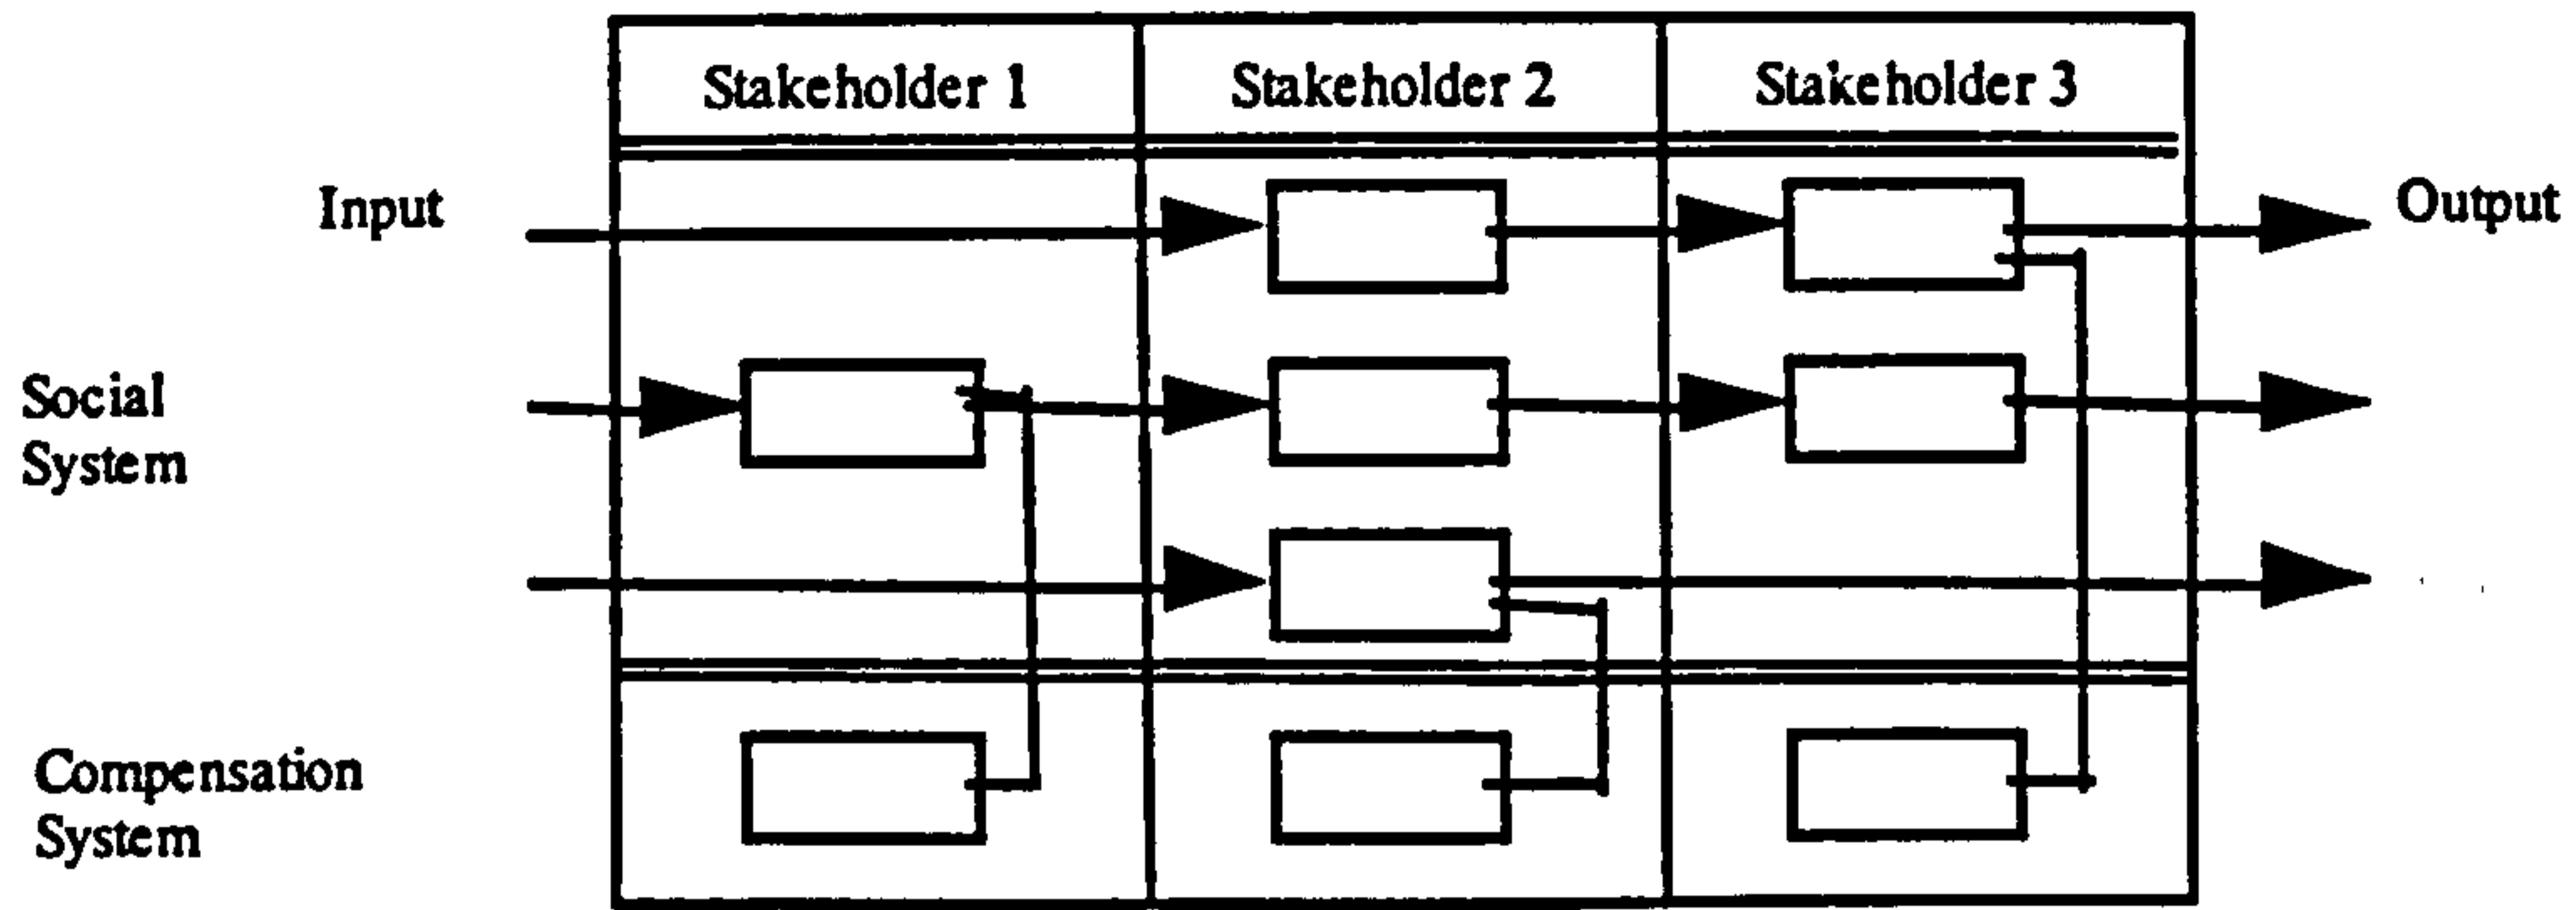 Stakeholder 1
Stakeholder 2
Stakeholder 3
Input
Output
Social
System
Compensation
System